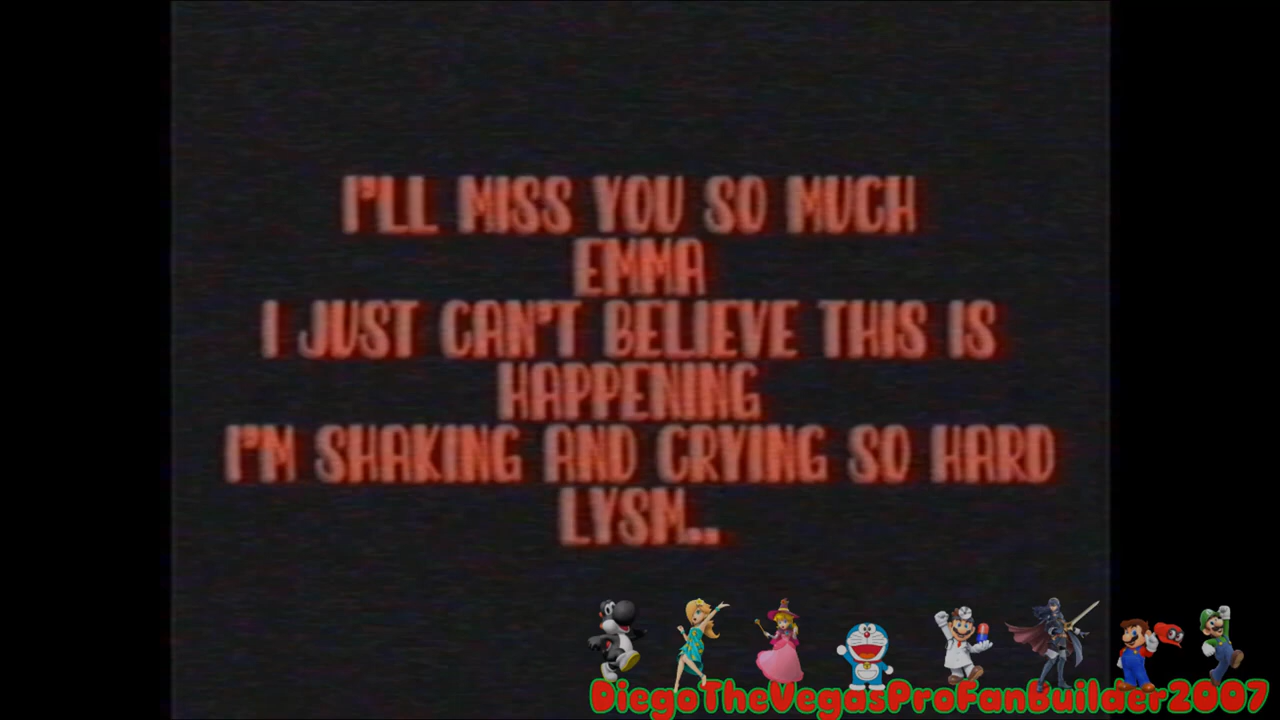 I'LL MISS YOU SO MUCH
EMMA
I JUST CAN'T BELIEVE THIS IS
HAPPENING
I'M SHAKING AND CRYING SO HARD
LYSM..
DiegoTheVegasProFanBuilder2007